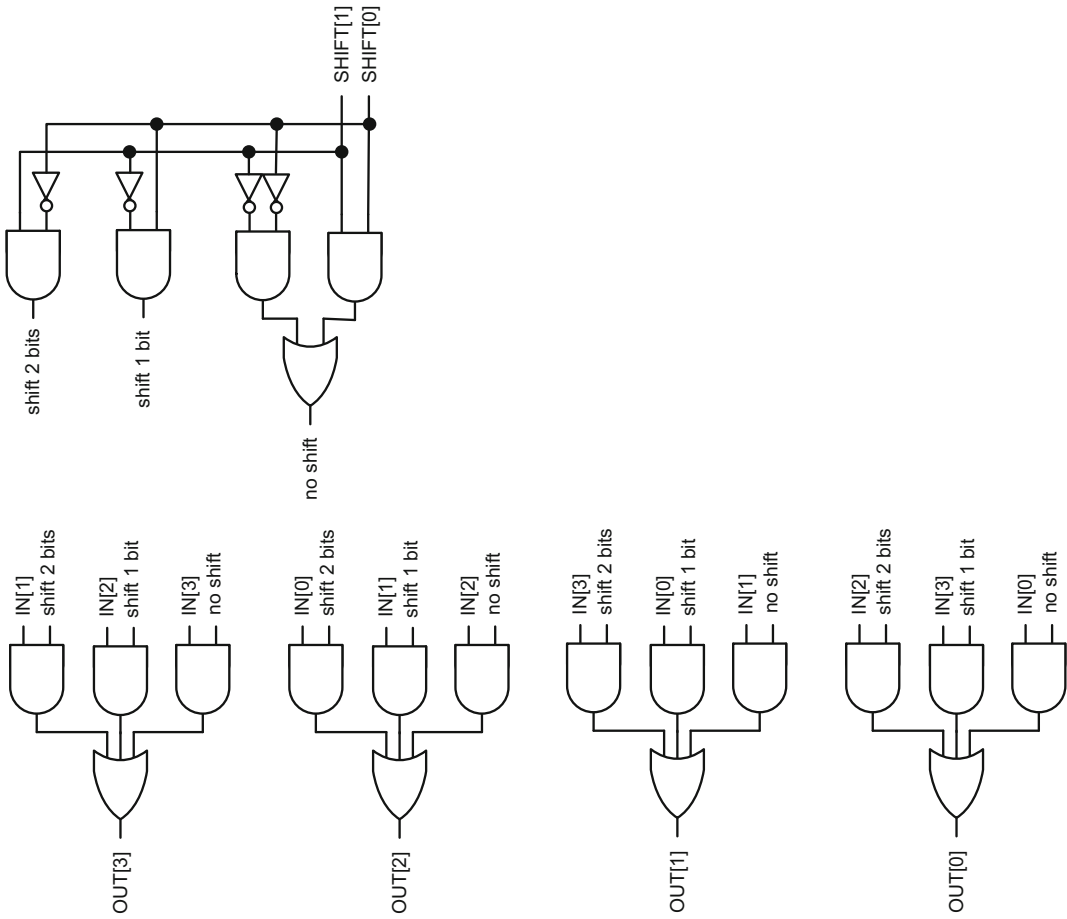 SHIFT[1]
SHIFT[0]
shift 2 bits
shift 1 bit
no shift
IN[1]
shift 2 bits
IN[2]
shift 1 bit
IN[3]
no shift
OUT[3]
IN[0]
shift 2 bits
IN[1]
shift 1 bit
IN[2]
no shift
OUT[2]
IN[3]
shift 2 bits
IN[0]
shift 1 bit
IN[1]
no shift
OUT[1]
IN[2]
shift 2 bits
IN[3]
shift 1 bit
IN[0]
no shift
OUT[0]